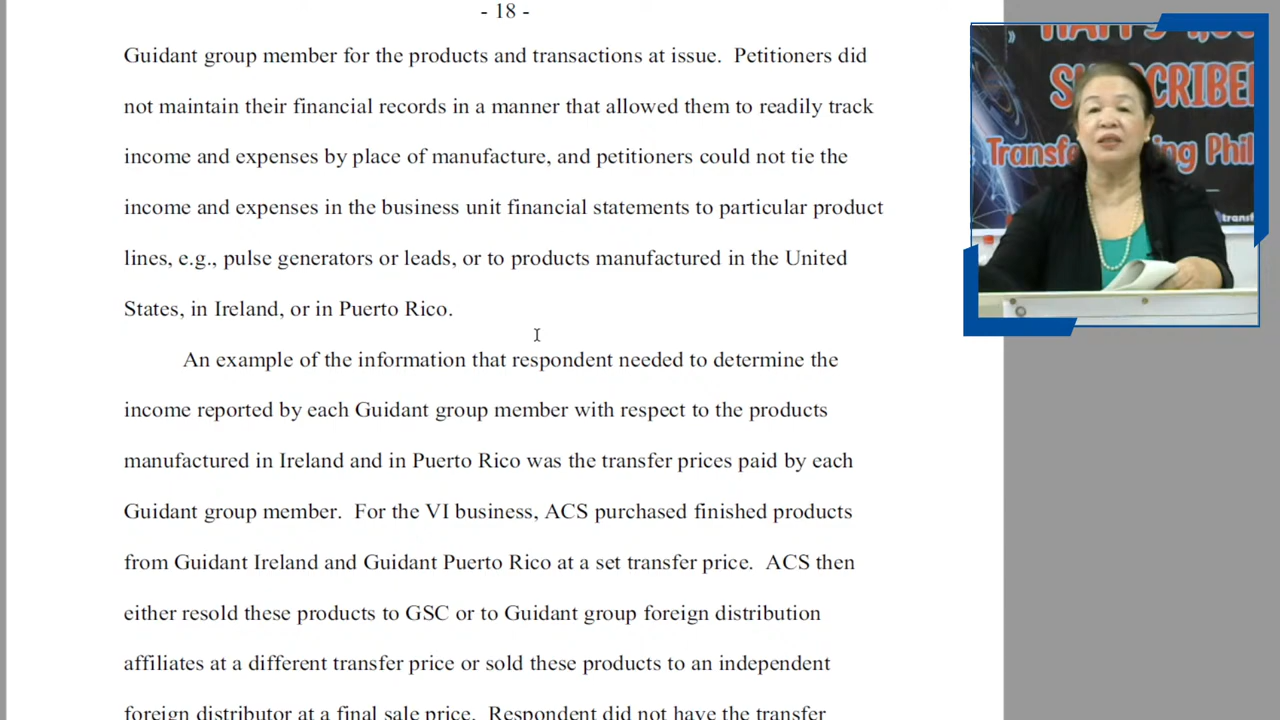 - 18 -
Guidant group member for the products and transactions at issue. Petitioners did
not maintain their financial records in a manner that allowed them to readily track
income and expenses by place of manufacture, and petitioners could not tie the
income and expenses in the business unit financial statements to particular product
lines, e.g., pulse generators or leads, or to products manufactured in the United
States, in Ireland, or in Puerto Rico.
An example of the information that respondent needed to determine the
income reported by each Guidant group member with respect to the products
manufactured in Ireland and in Puerto Rico was the transfer prices paid by each
Guidant group member. For the VI business, ACS purchased finished products
from Guidant Ireland and Guidant Puerto Rico at a set transfer price. ACS then
either resold these products to GSC or to Guidant group foreign distribution
affiliates at a different transfer price or sold these products to an independent
foreign distributor at a final sale price. Respondent did not have the transfer
HAPPY
SUBSCRIBER
Transfe ing Phil
transf